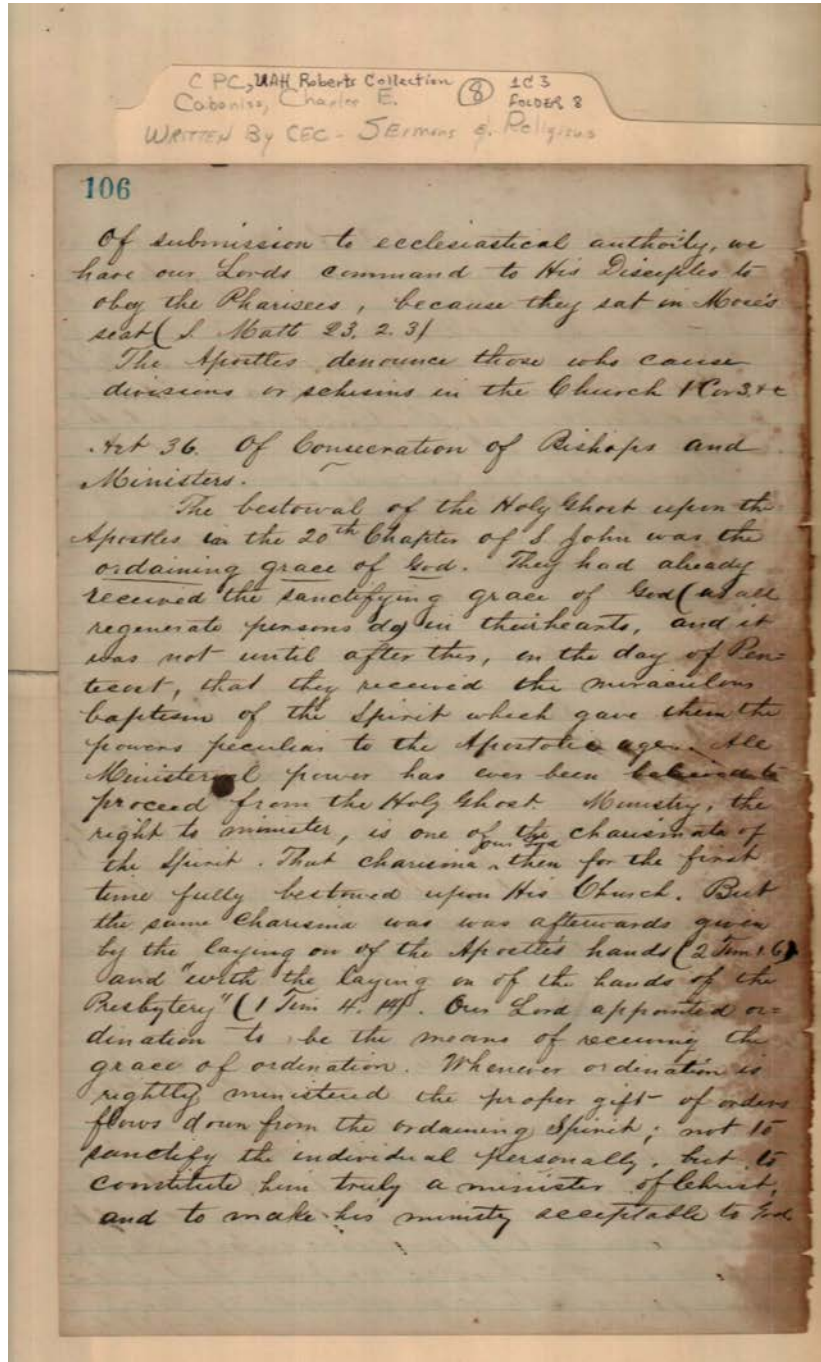 C PC, UAH Roberts Collection (8) 1C3
Cabaniss, Charles E. FOLDER 8
WRITTEN By CEC - SErmons & Religious
106
Of submission to ecclesiastical authority, we
have our Lords command to His Disciples to
obey the Pharisees, because they sat in Mose's
seat (S. Matt 23. 2. 3)
The Apostles denounce those who cause
divisions or schisms in the Church 1 Cor 3. &c
Art 36. Of Consecration of Bishops and
Ministers.
The bestowal of the Holy Ghost upon the
Apostles in the 20th Chapter of S. John was the
ordaining grace of God. They had already
received the sanctifying grace of God (as all
regenerate persons do) in their hearts, and it
was not until after this, on the day of Pen=
tecost, that they received the miraculous
baptism of the Spirit which gave them the
powers peculiar to the Apostolic age. All
Ministerial power has ever been believed to
proceed from the Holy Ghost. Ministry, the
right to minister, is one of the charismata of
the Spirit. That charisma our Lord then for the first
time fully bestowed upon His Church. But
the same Charisma was was afterwards given
by the laying on of the Apostle's hands (2 Tim 1. 6)
and "with the laying on of the hands of the
Presbytery" (1 Tim 4. 14). Our Lord appointed or=
dination to be the means of receiving the
grace of ordination. Whenever ordination is
rightly ministered the proper gift of orders
flows down from the ordaining Spirit; not to
sanctify the individual personally, but to
constitute him truly a minister of Christ,
and to make his ministry acceptable to God.